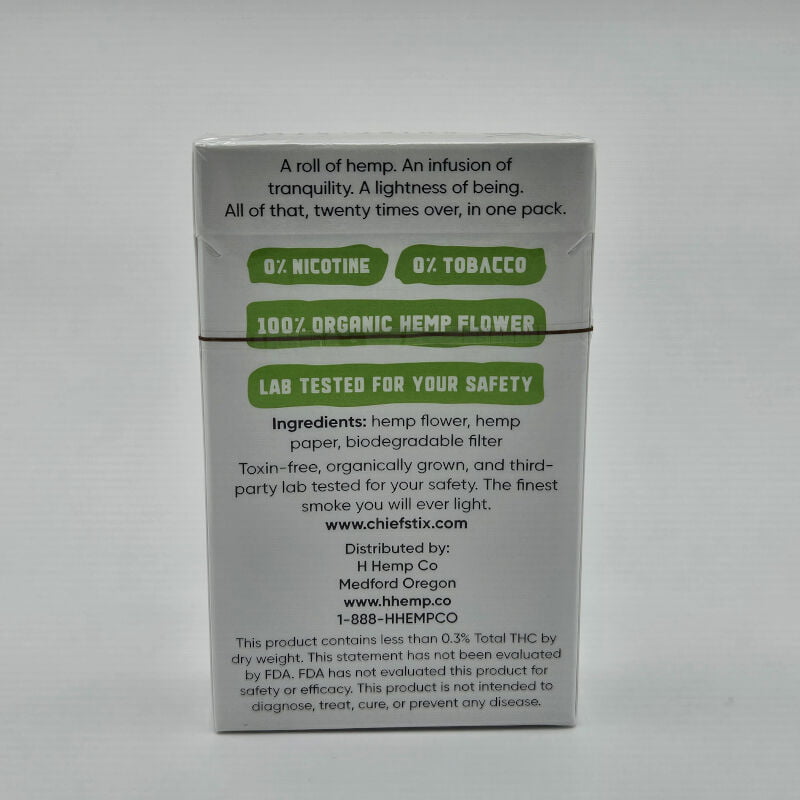 A roll of hemp. An infusion of
tranquility. A lightness of being.
All of that, twenty times over, in one pack.
0% NICOTINE 0% TOBACCO
100% ORGANIC HEMP FLOWER
LAB TESTED FOR YOUR SAFETY
Ingredients: hemp flower, hemp
paper, biodegradable filter
Toxin-free, organically grown, and third-
party lab tested for your safety. The finest
smoke you will ever light.
www.chiefstix.com
Distributed by:
H Hemp Co
Medford Oregon
www.hhemp.co
1-888-HHEMPCO
This product contains less than 0.3% Total THC by
dry weight. This statement has not been evaluated
by FDA. FDA has not evaluated this product for
safety or efficacy. This product is not intended to
diagnose, treat, cure, or prevent any disease.